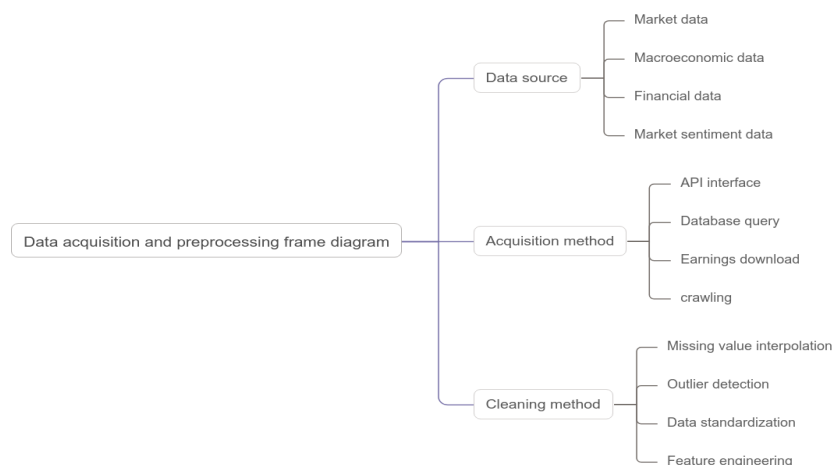 Data acquisition and preprocessing frame diagram
Data source
Market data
Macroeconomic data
Financial data
Market sentiment data
Acquisition method
API interface
Database query
Earnings download
crawling
Cleaning method
Missing value interpolation
Outlier detection
Data standardization
Feature engineering